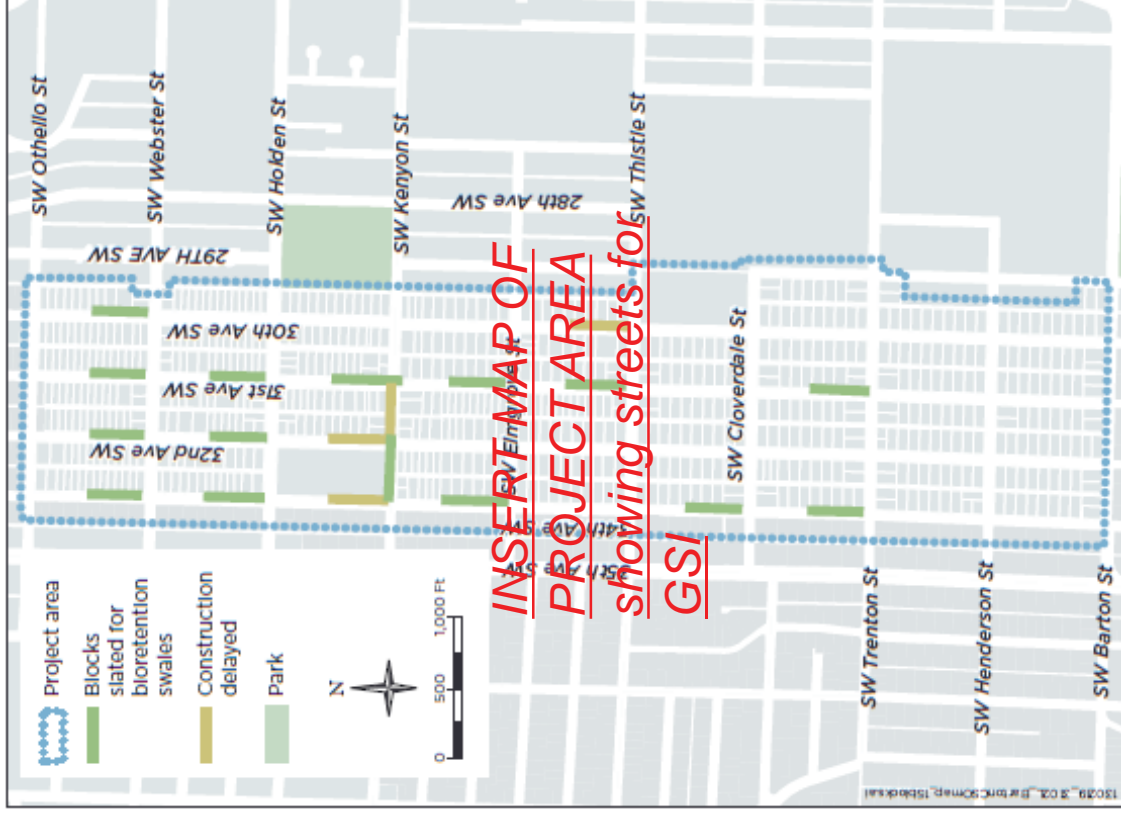 SW Othello St
SW Webster St
SW Holden St
SW Kenyon St
SW Thistle St
28th Ave SW
29TH AVE SW
30th Ave SW
31st Ave SW
32nd Ave SW
34th Ave SW
35th Ave SW
SW Elmgrove St
SW Cloverdale St
SW Trenton St
SW Henderson St
SW Barton St
INSERT MAP OF
PROJECT AREA
showing streets for
GSI
Project area
Blocks
slated for
bioretention
swales
Construction
delayed
Park
N
0 500 1,000 Ft